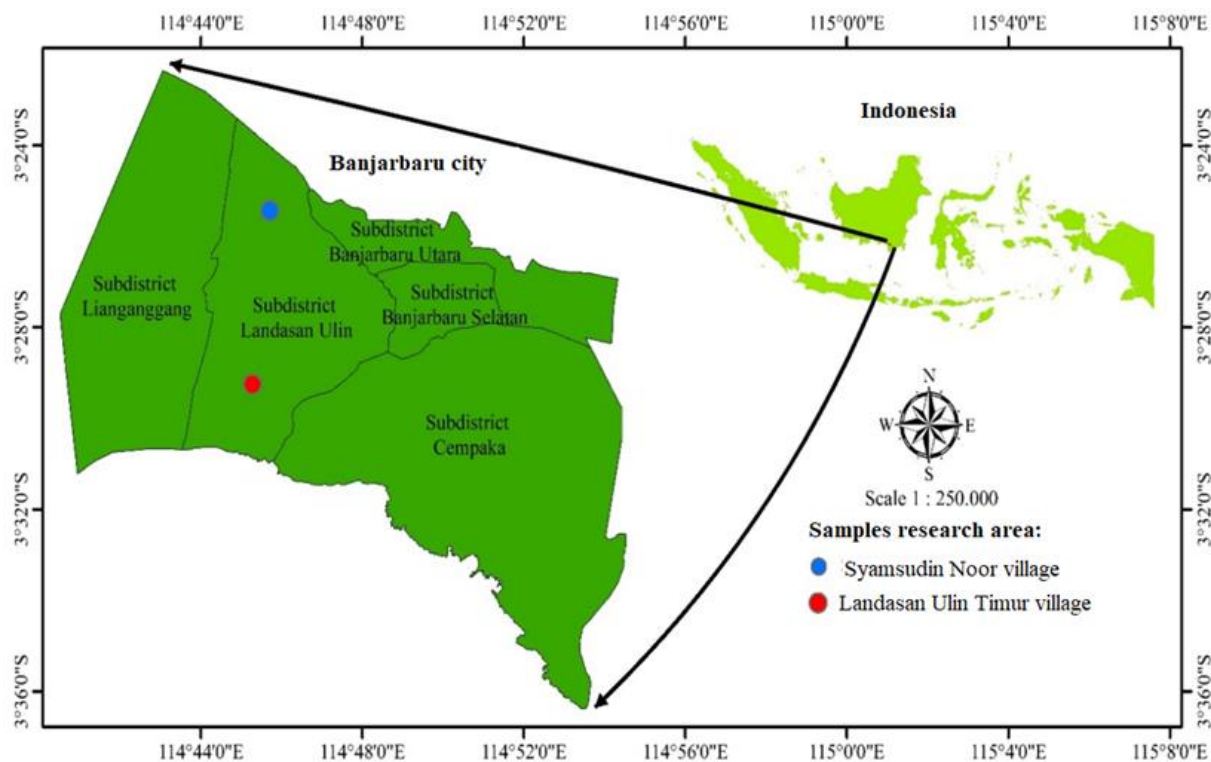 114°44'0"E 114°48'0"E 114°52'0"E 114°56'0"E 115°0'0"E 115°4'0"E 115°8'0"E
3°24'0"S
3°28'0"S
3°32'0"S
3°36'0"S
Banjarbaru city
Subdistrict
Lianganggang
Subdistrict
Landasan Ulin
Subdistrict
Banjarbaru Utara
Subdistrict
Banjarbaru Selatan
Subdistrict
Cempaka
Indonesia
N
W E
S
Scale 1 : 250.000
Samples research area:
Syamsudin Noor village
Landasan Ulin Timur village
3°24'0"S
3°28'0"S
3°32'0"S
3°36'0"S
114°44'0"E 114°48'0"E 114°52'0"E 114°56'0"E 115°0'0"E 115°4'0"E 115°8'0"E